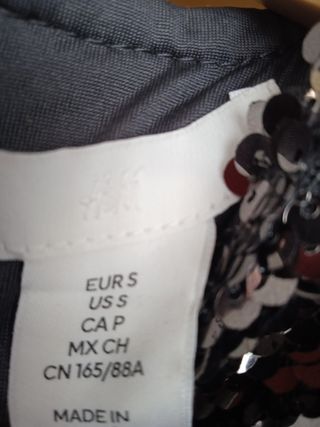 EUR S
US S
CA P
MX CH
CN 165/88A
MADE IN